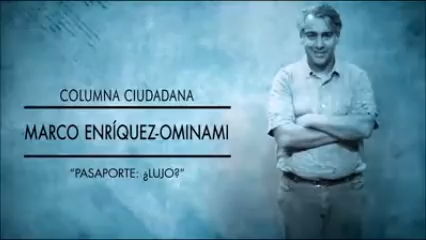 COLUMNA CIUDADANA
MARCO ENRÍQUEZ-OMINAMI
“PASAPORTE: ¿LUJO?”